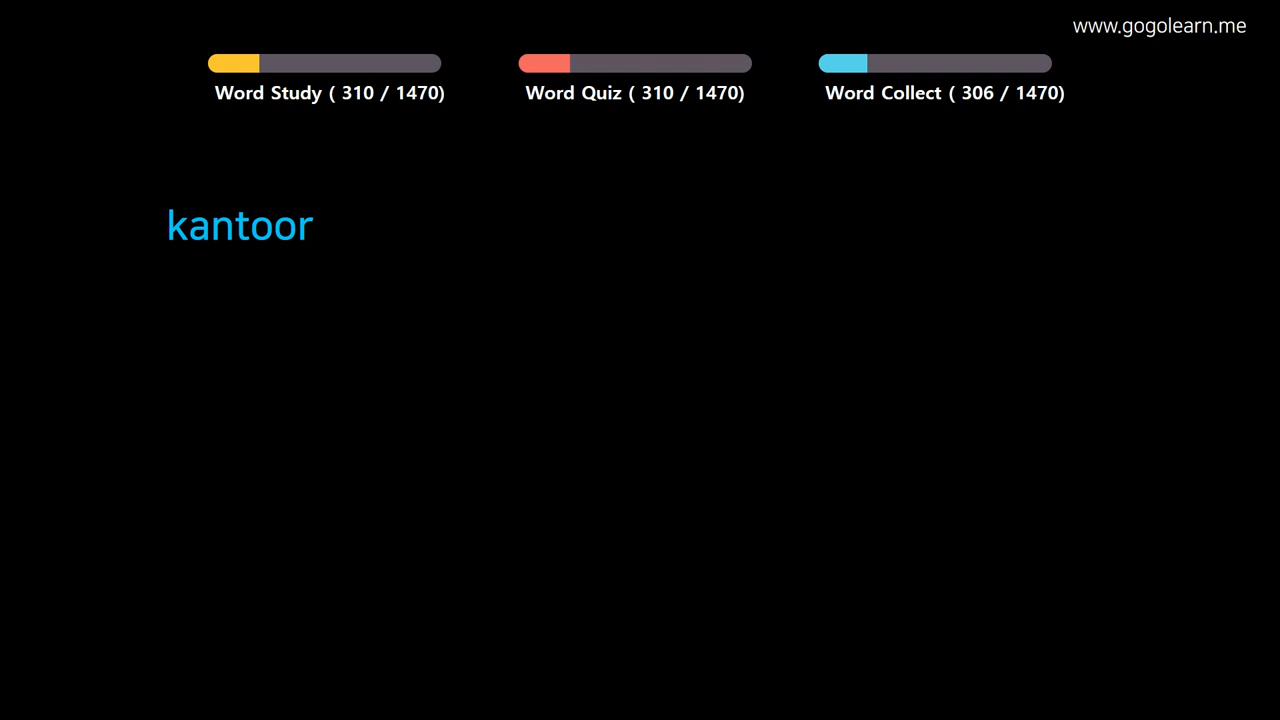 www.gogolearn.me
Word Study ( 310 / 1470)
Word Quiz ( 310 / 1470)
Word Collect ( 306 / 1470)
kantoor